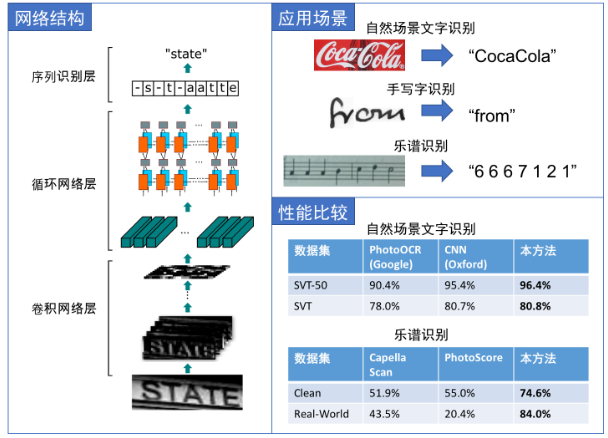 网络结构
"state"
序列识别层
-s-t-aatte
循环网络层
卷积网络层
STATE
STATE
应用场景
自然场景文字识别
Coca-Cola
“CocaCola”
手写字识别
from
“from”
乐谱识别
“6 6 6 7 1 2 1”
性能比较
自然场景文字识别
数据集 PhotoOCR (Google) CNN (Oxford) 本方法
SVT-50 90.4% 95.4% 96.4%
SVT 78.0% 80.7% 80.8%
乐谱识别
数据集 Capella Scan PhotoScore 本方法
Clean 51.9% 55.0% 74.6%
Real-World 43.5% 20.4% 84.0%